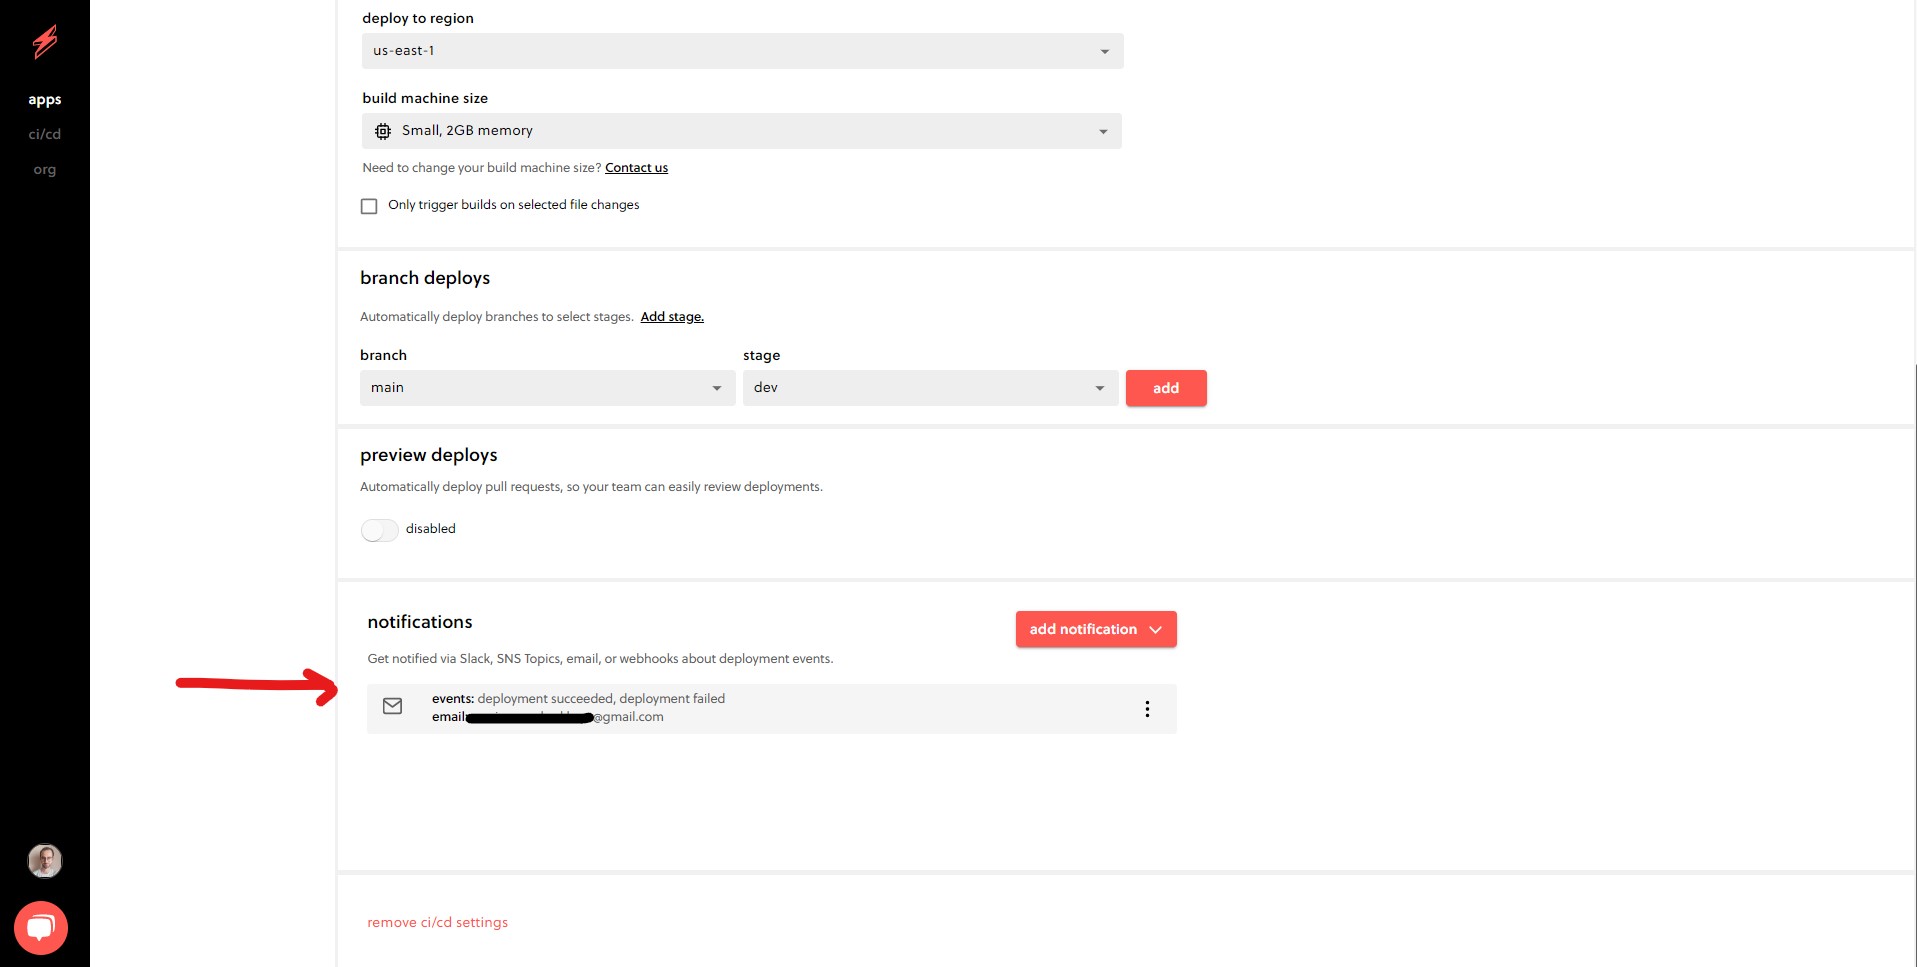 apps
ci/cd
org
deploy to region
us-east-1
build machine size
Small, 2GB memory
Need to change your build machine size? Contact us
Only trigger builds on selected file changes
branch deploys
Automatically deploy branches to select stages. Add stage.
branch
stage
main
dev
add
preview deploys
Automatically deploy pull requests, so your team can easily review deployments.
disabled
notifications
add notification
Get notified via Slack, SNS Topics, email, or webhooks about deployment events.
events: deployment succeeded, deployment failed
email: @gmail.com
remove ci/cd settings